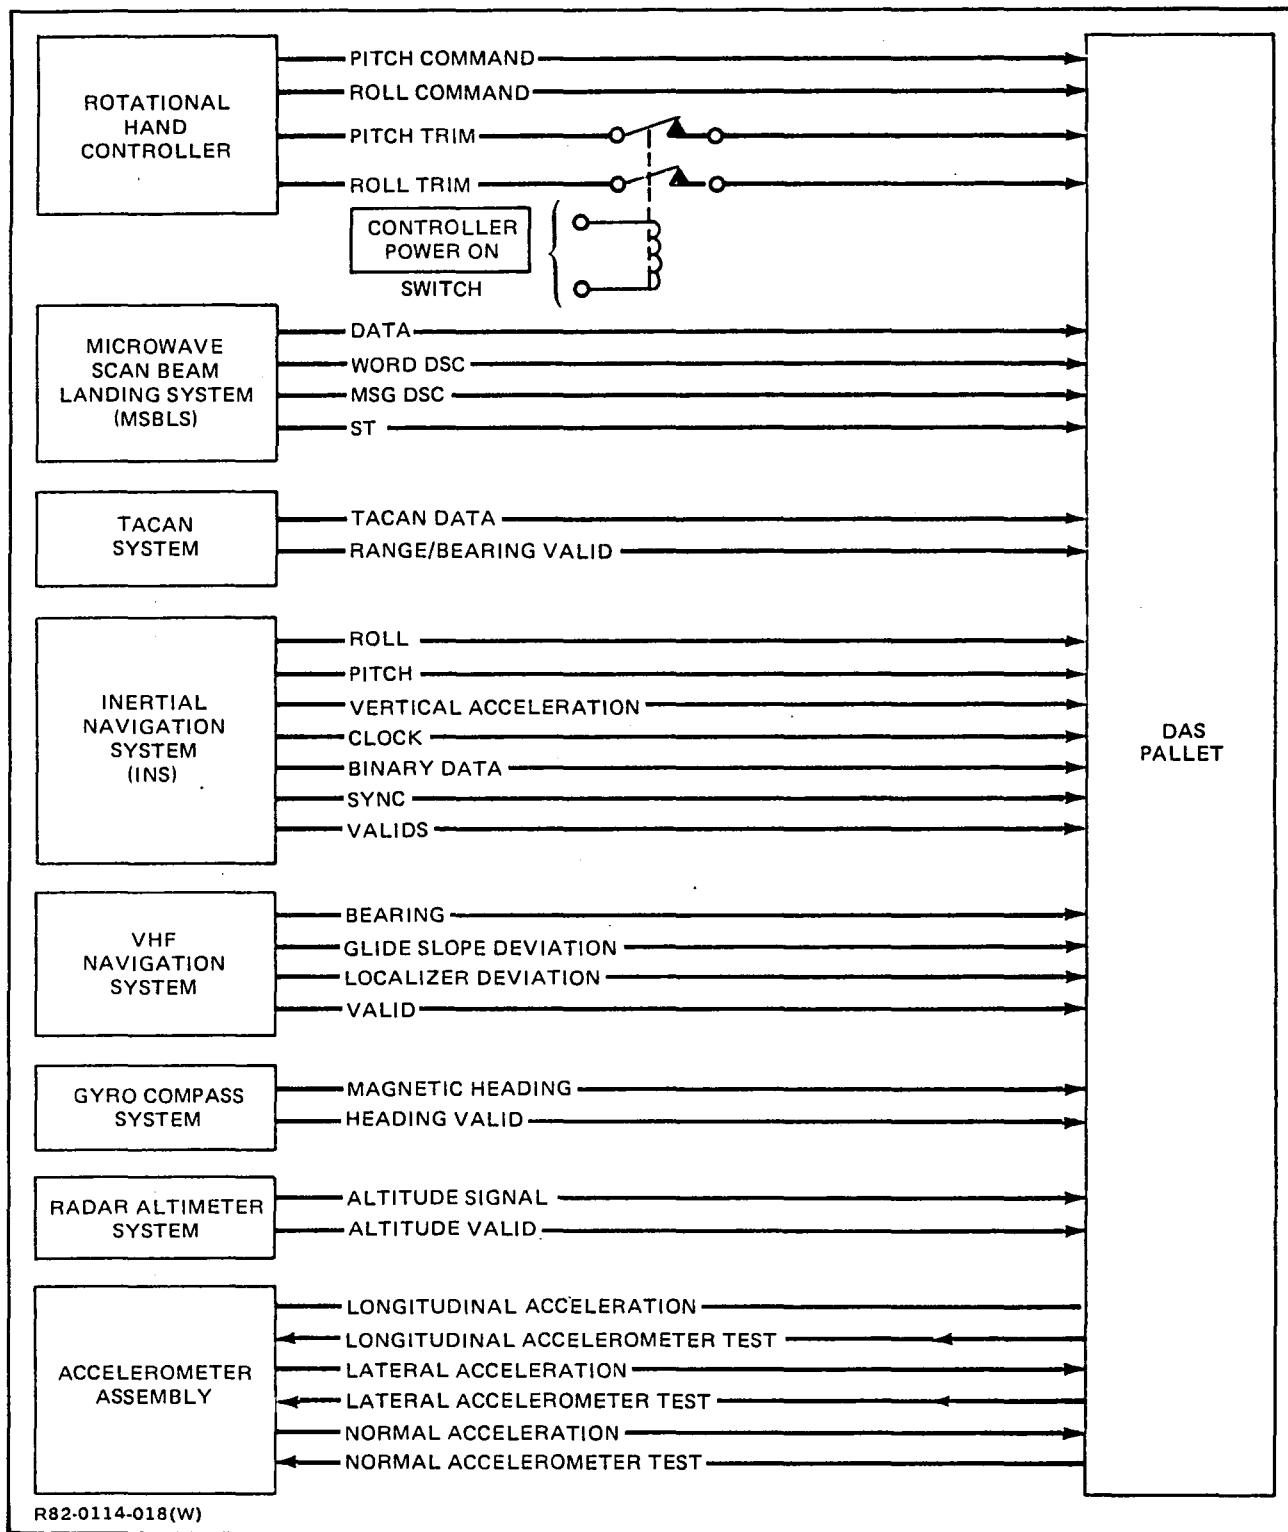 ROTATIONAL
HAND
CONTROLLER
PITCH COMMAND
ROLL COMMAND
PITCH TRIM
ROLL TRIM
CONTROLLER
POWER ON
SWITCH
MICROWAVE
SCAN BEAM
LANDING SYSTEM
(MSBLS)
DATA
WORD DSC
MSG DSC
ST
TACAN
SYSTEM
TACAN DATA
RANGE/BEARING VALID
INERTIAL
NAVIGATION
SYSTEM
(INS)
ROLL
PITCH
VERTICAL ACCELERATION
CLOCK
BINARY DATA
SYNC
VALIDS
VHF
NAVIGATION
SYSTEM
BEARING
GLIDE SLOPE DEVIATION
LOCALIZER DEVIATION
VALID
GYRO COMPASS
SYSTEM
MAGNETIC HEADING
HEADING VALID
RADAR ALTIMETER
SYSTEM
ALTITUDE SIGNAL
ALTITUDE VALID
ACCELEROMETER
ASSEMBLY
LONGITUDINAL ACCELERATION
LONGITUDINAL ACCELEROMETER TEST
LATERAL ACCELERATION
LATERAL ACCELEROMETER TEST
NORMAL ACCELERATION
NORMAL ACCELEROMETER TEST
DAS
PALLET
R82-0114-018(W)